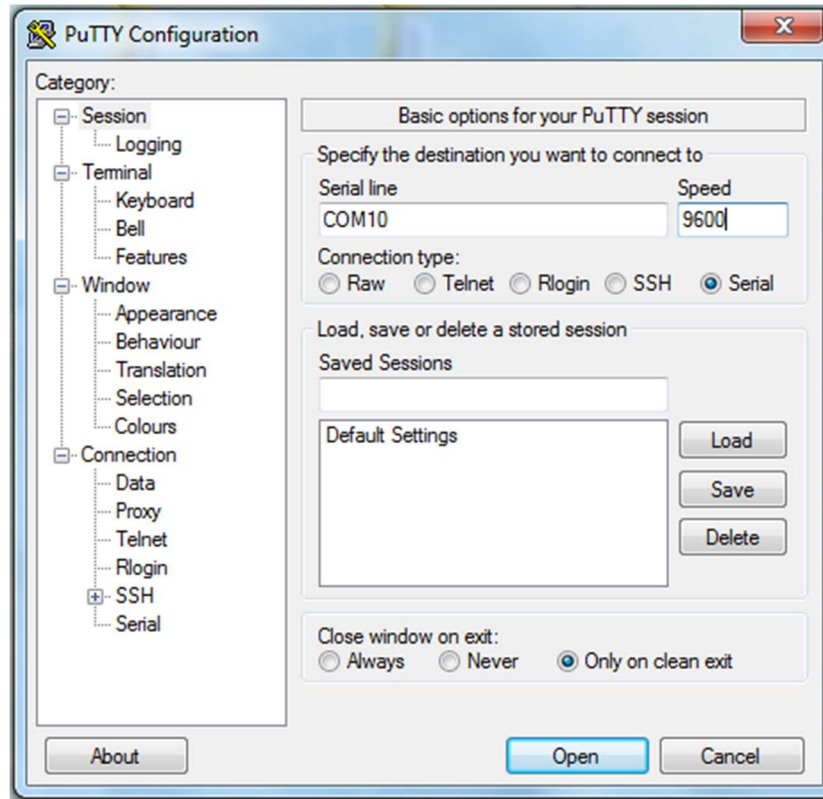 PuTTY Configuration
X
Category:
Session
Logging
Terminal
Keyboard
Bell
Features
Window
Appearance
Behaviour
Translation
Selection
Colours
Connection
Data
Proxy
Telnet
Rlogin
SSH
Serial
Basic options for your PuTTY session
Specify the destination you want to connect to
Serial line Speed
COM10 9600
Connection type:
Raw Telnet Rlogin SSH Serial
Load, save or delete a stored session
Saved Sessions
Default Settings
Load
Save
Delete
Close window on exit:
Always Never Only on clean exit
About Open Cancel